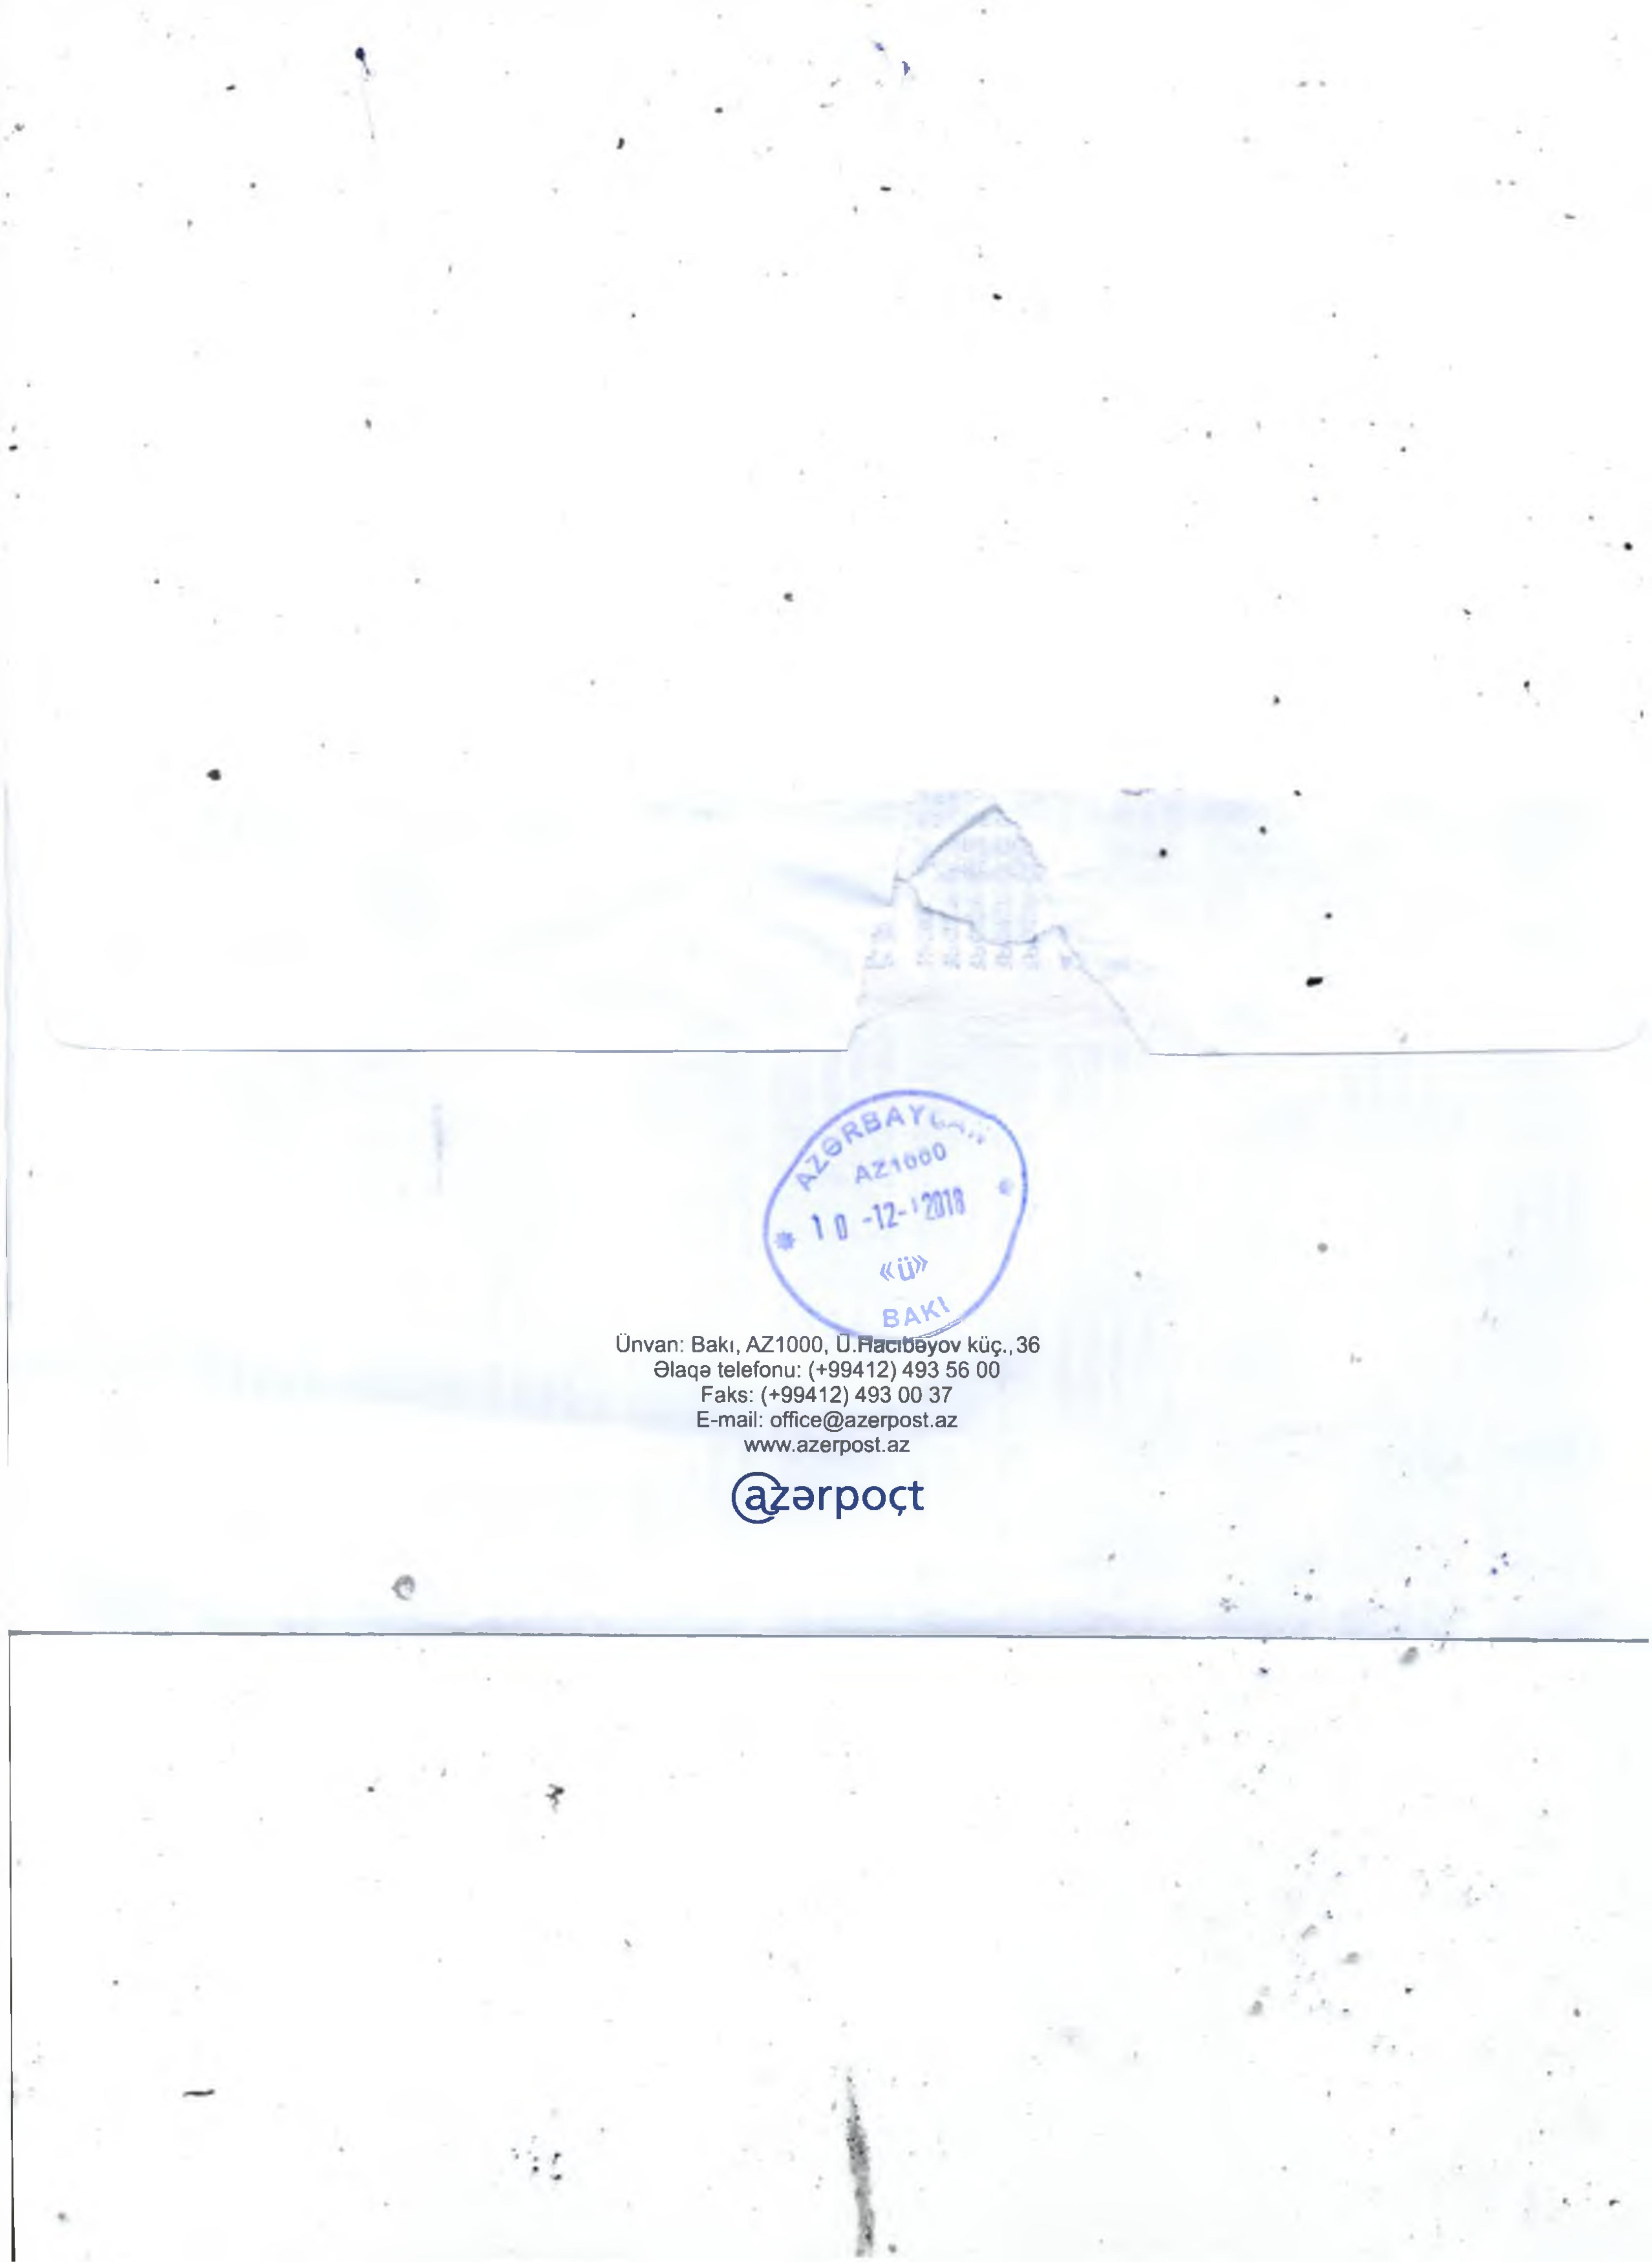 AZƏRBAYCAN
AZ1000
10-12-2018
«Ü»
BAKI
Ünvan: Bakı, AZ1000, Ü.Hacıbəyov küç.,36
Əlaqə telefonu: (+99412) 493 56 00
Faks: (+99412) 493 00 37
E-mail: office@azerpost.az
www.azerpost.az
@zərpoçt